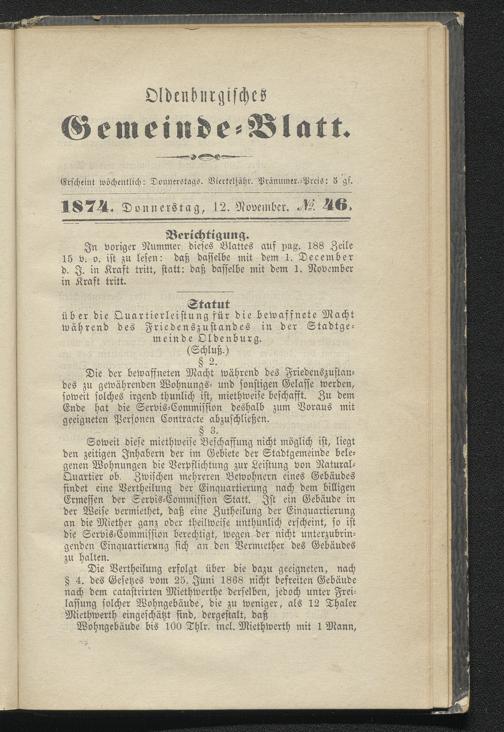 Oldenburgisches
Gemeinde-Blatt.
Erscheint wöchentlich: Donnerstags. Vierteljähr. Pränumer.-Preis: 3 gf.
1874. Donnerstag, 12. November. № 46.
Berichtigung.
In voriger Nummer dieses Blattes auf pag. 188 Zeile
15 v. o. ist zu lesen: daß dasselbe mit dem 1. December
d. J. in Kraft tritt, statt: daß dasselbe mit dem 1. November
in Kraft tritt.
Statut
über die Quartierleistung für die bewaffnete Macht
während des Friedenszustandes in der Stadtge-
meinde Oldenburg.
(Schluß.)
§ 2.
Die der bewaffneten Macht während des Friedenszustan-
des zu gewährenden Wohnungs- und sonstigen Gelasse werden,
soweit solches irgend thunlich ist, miethweise beschafft. Zu dem
Ende hat die Servis-Commission deshalb zum Voraus mit
geeigneten Personen Contracte abzuschließen.
§ 3.
Soweit diese miethweise Beschaffung nicht möglich ist, liegt
den zeitigen Inhabern der im Gebiete der Stadtgemeinde bele-
genen Wohnungen die Verpflichtung zur Leistung von Natural-
Quartier ob. Zwischen mehreren Bewohnern eines Gebäudes
findet eine Vertheilung der Einquartierung nach dem billigen
Ermessen der Servis-Commission Statt. Ist ein Gebäude in
der Weise vermiethet, daß eine Zutheilung der Einquartierung
an die Miether ganz oder theilweise unthunlich erscheint, so ist
die Servis-Commission berechtigt, wegen der nicht unterzubrin-
genden Einquartierung sich an den Vermiether des Gebäudes
zu halten.
Die Vertheilung erfolgt über die dazu geeigneten, nach
§ 4. des Gesetzes vom 25. Juni 1868 nicht befreiten Gebäude
nach dem catastrirten Miethwerthe derselben, jedoch unter Frei-
lassung solcher Wohngebäude, die zu weniger, als 12 Thaler
Miethwerth eingeschätzt sind, dergestalt, daß
Wohngebäude bis 100 Thlr. incl. Miethwerth mit 1 Mann,